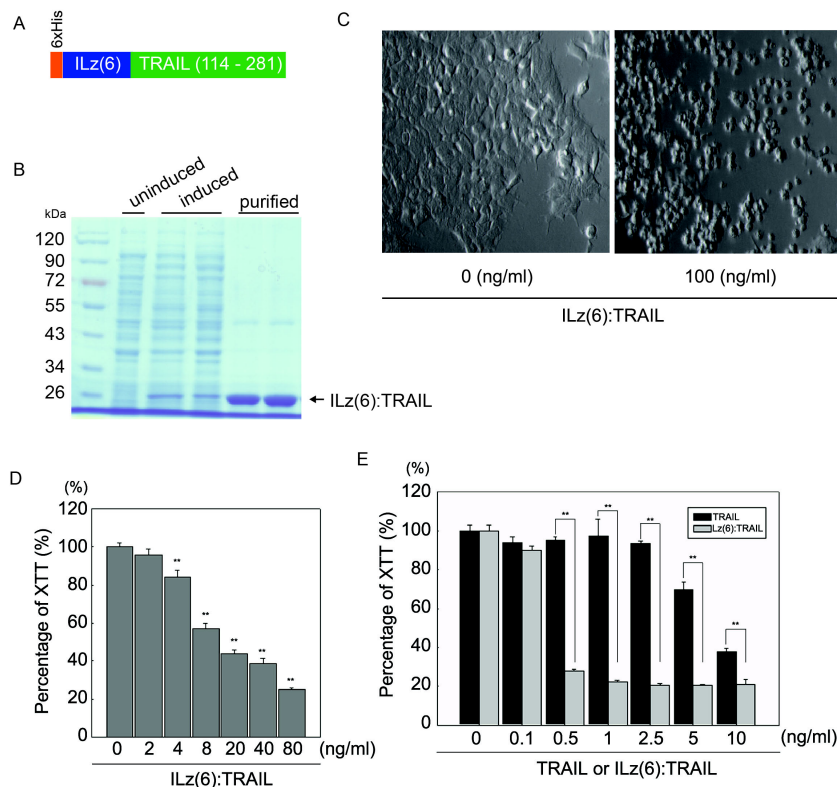 A
6xHis
ILz(6)
TRAIL (114 - 281)
B
uninduced
induced
purified
kDa
120
90
72
55
43
34
26
ILz(6):TRAIL
C
0 (ng/ml)
100 (ng/ml)
ILz(6):TRAIL
D
(%)
Percentage of XTT (%)
120
100
80
60
40
20
0
**
**
**
**
**
0 2 4 8 20 40 80 (ng/ml)
ILz(6):TRAIL
E
(%)
Percentage of XTT (%)
120
100
80
60
40
20
0
TRAIL
Lz(6):TRAIL
**
**
**
**
**
0 0.1 0.5 1 2.5 5 10 (ng/ml)
TRAIL or ILz(6):TRAIL